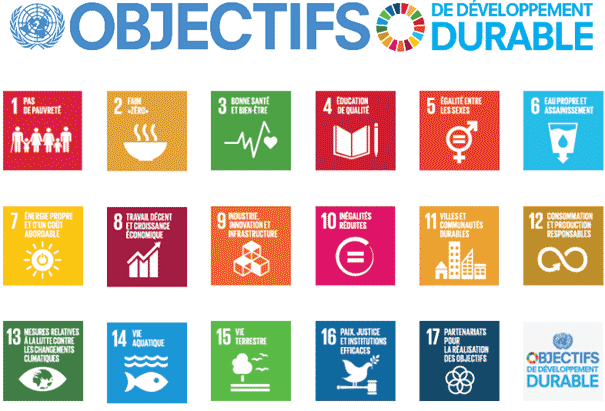 OBJECTIFS
DE DÉVELOPPEMENT
DURABLE
1 PAS
DE PAUVRETÉ
2 FAIM
«ZÉRO»
3 BONNE SANTÉ
ET BIEN-ÊTRE
4 ÉDUCATION
DE QUALITÉ
5 ÉGALITÉ ENTRE
LES SEXES
6 EAU PROPRE ET
ASSAINISSEMENT
7 ÉNERGIE PROPRE
ET D'UN COÛT
ABORDABLE
8 TRAVAIL DÉCENT
ET CROISSANCE
ÉCONOMIQUE
9 INDUSTRIE,
INNOVATION ET
INFRASTRUCTURE
10 INÉGALITÉS
RÉDUITES
11 VILLES ET
COMMUNAUTÉS
DURABLES
12 CONSOMMATION
ET PRODUCTION
RESPONSABLES
13 MESURES RELATIVES
À LA LUTTE CONTRE
LES CHANGEMENTS
CLIMATIQUES
14 VIE
AQUATIQUE
15 VIE
TERRESTRE
16 PAIX, JUSTICE
ET INSTITUTIONS
EFFICACES
17 PARTENARIATS
POUR
LA RÉALISATION
DES OBJECTIFS
OBJECTIFS
DE DÉVELOPPEMENT
DURABLE